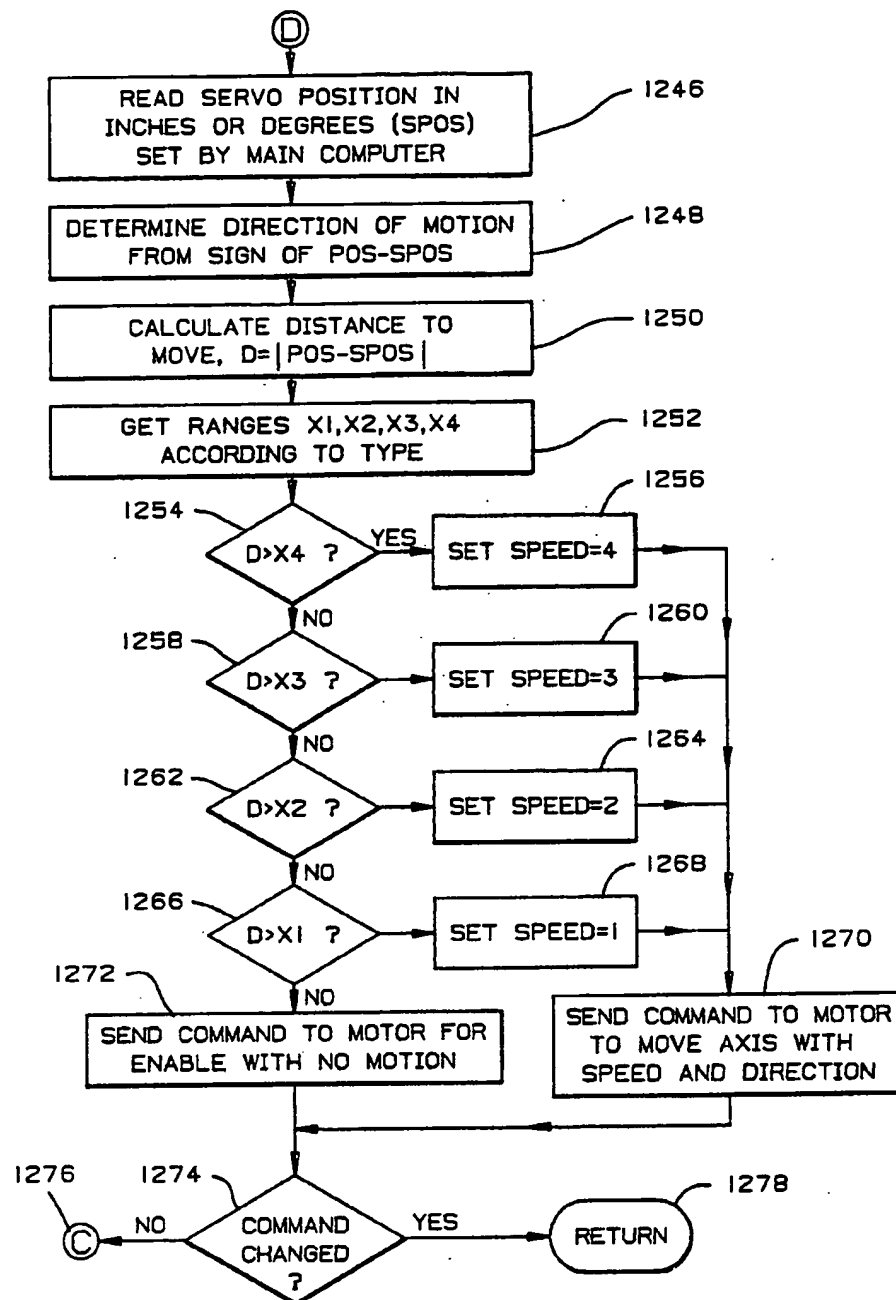 D
READ SERVO POSITION IN
INCHES OR DEGREES (SPOS)
SET BY MAIN COMPUTER
1246
DETERMINE DIRECTION OF MOTION
FROM SIGN OF POS-SPOS
1248
CALCULATE DISTANCE TO
MOVE, D=|POS-SPOS|
1250
GET RANGES X1,X2,X3,X4
ACCORDING TO TYPE
1252
1254
D>X4 ?
YES
1256
SET SPEED=4
NO
1258
D>X3 ?
1260
SET SPEED=3
NO
1262
D>X2 ?
1264
SET SPEED=2
NO
1266
D>X1 ?
1268
SET SPEED=1
NO
1272
SEND COMMAND TO MOTOR FOR
ENABLE WITH NO MOTION
1270
SEND COMMAND TO MOTOR
TO MOVE AXIS WITH
SPEED AND DIRECTION
1276
C
NO
1274
COMMAND
CHANGED
?
YES
1278
RETURN